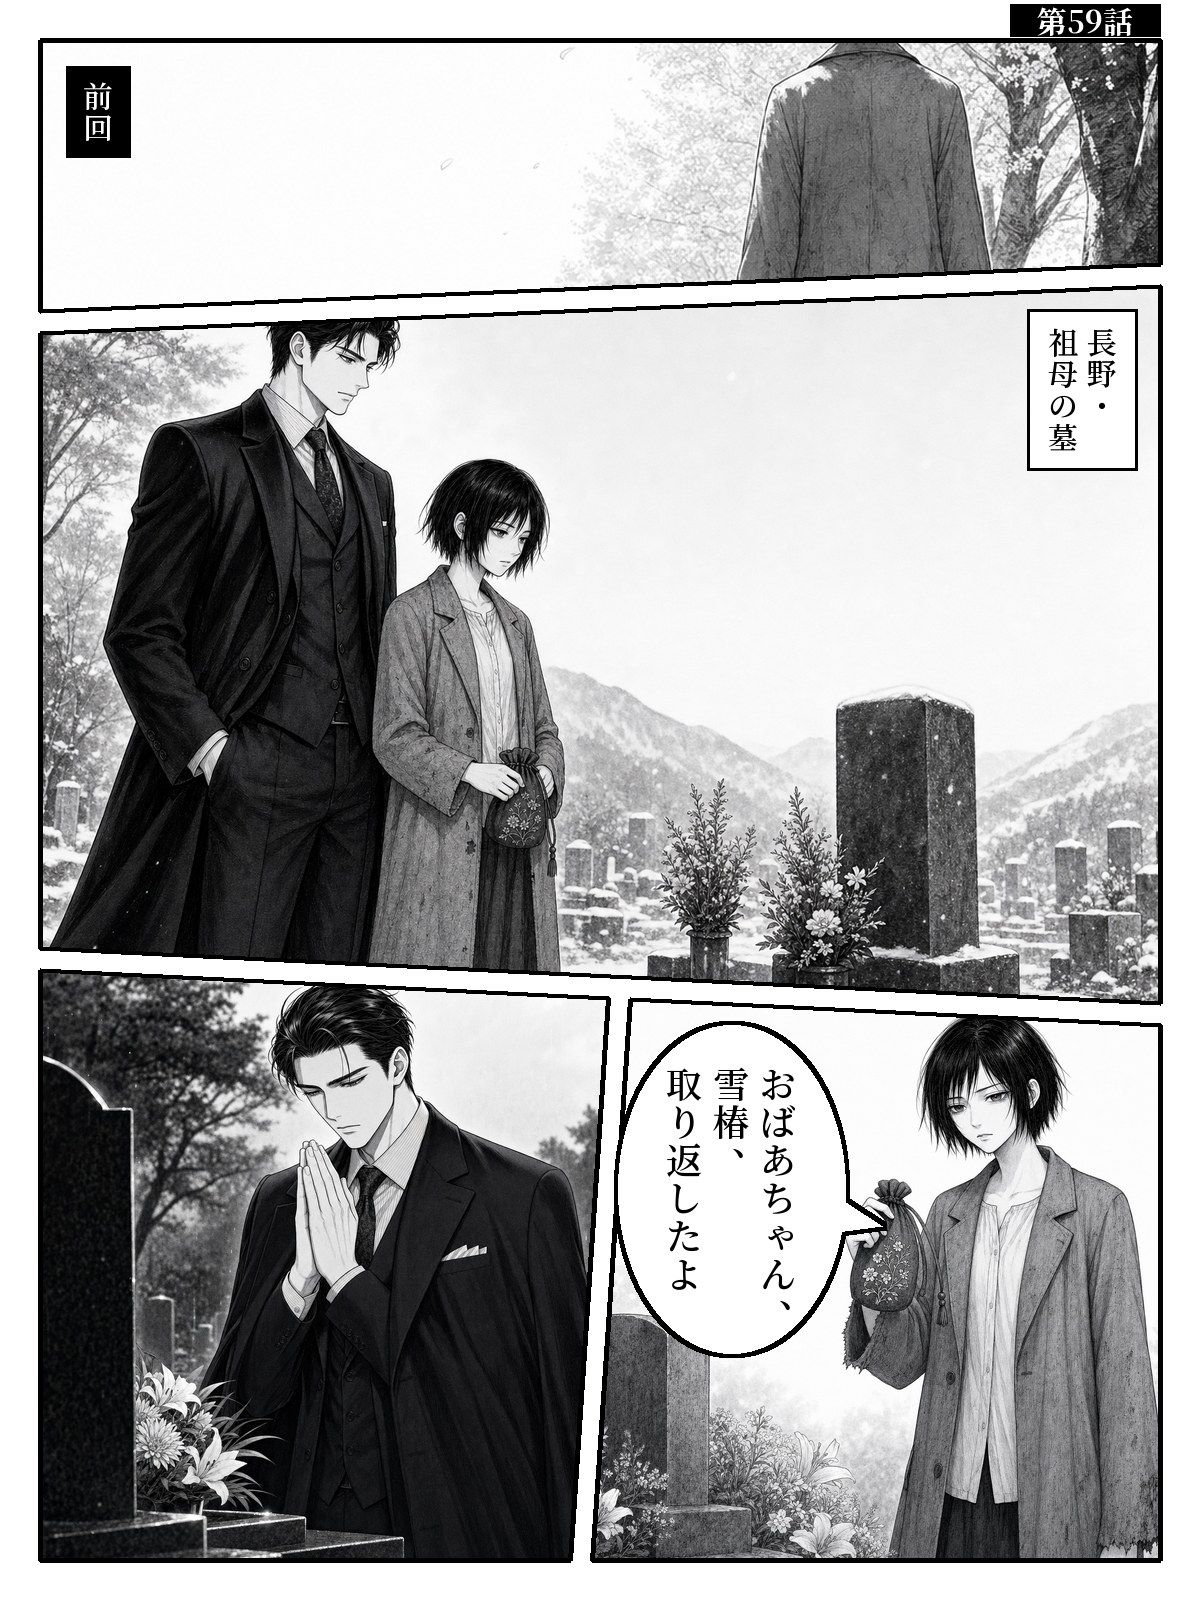 第59話
前回
長野・
祖母の墓
おばあちゃん、
雪椿、
取り返したよ